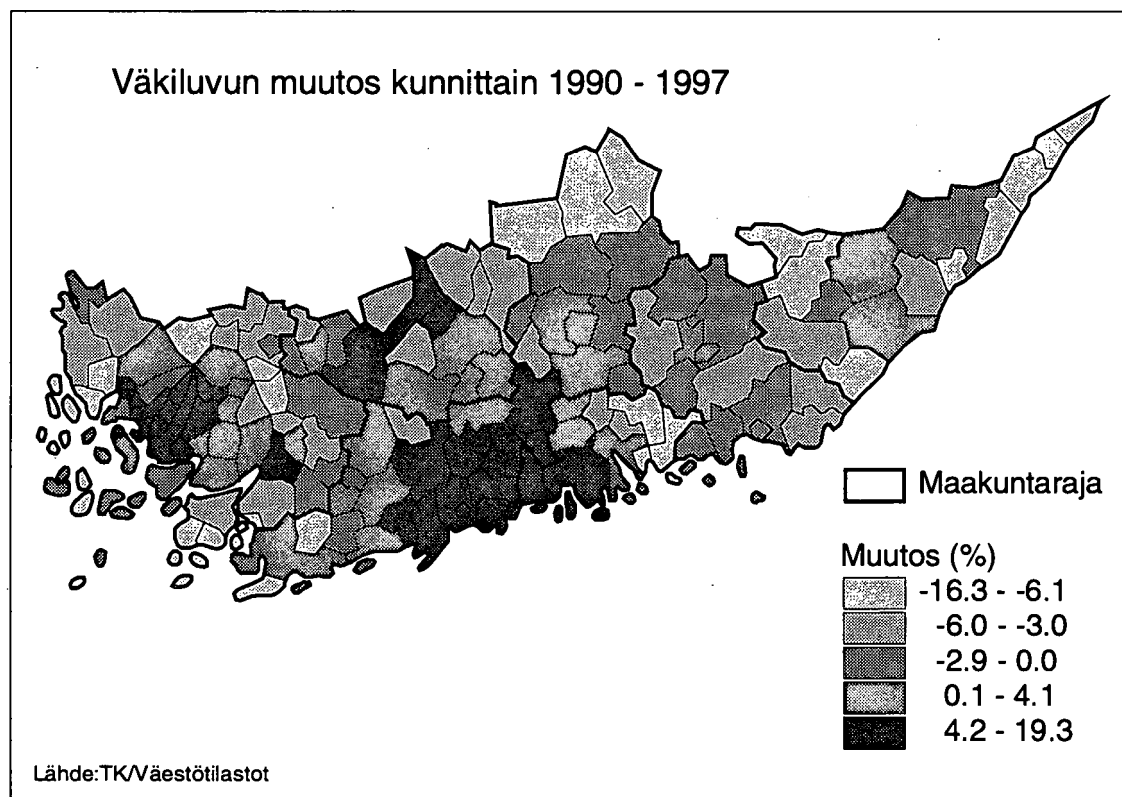 Väkiluvun muutos kunnittain 1990 - 1997
Maakuntaraja
Muutos (%)
-16.3 - -6.1
-6.0 - -3.0
-2.9 - 0.0
0.1 - 4.1
4.2 - 19.3
Lähde:TK/Väestötilastot